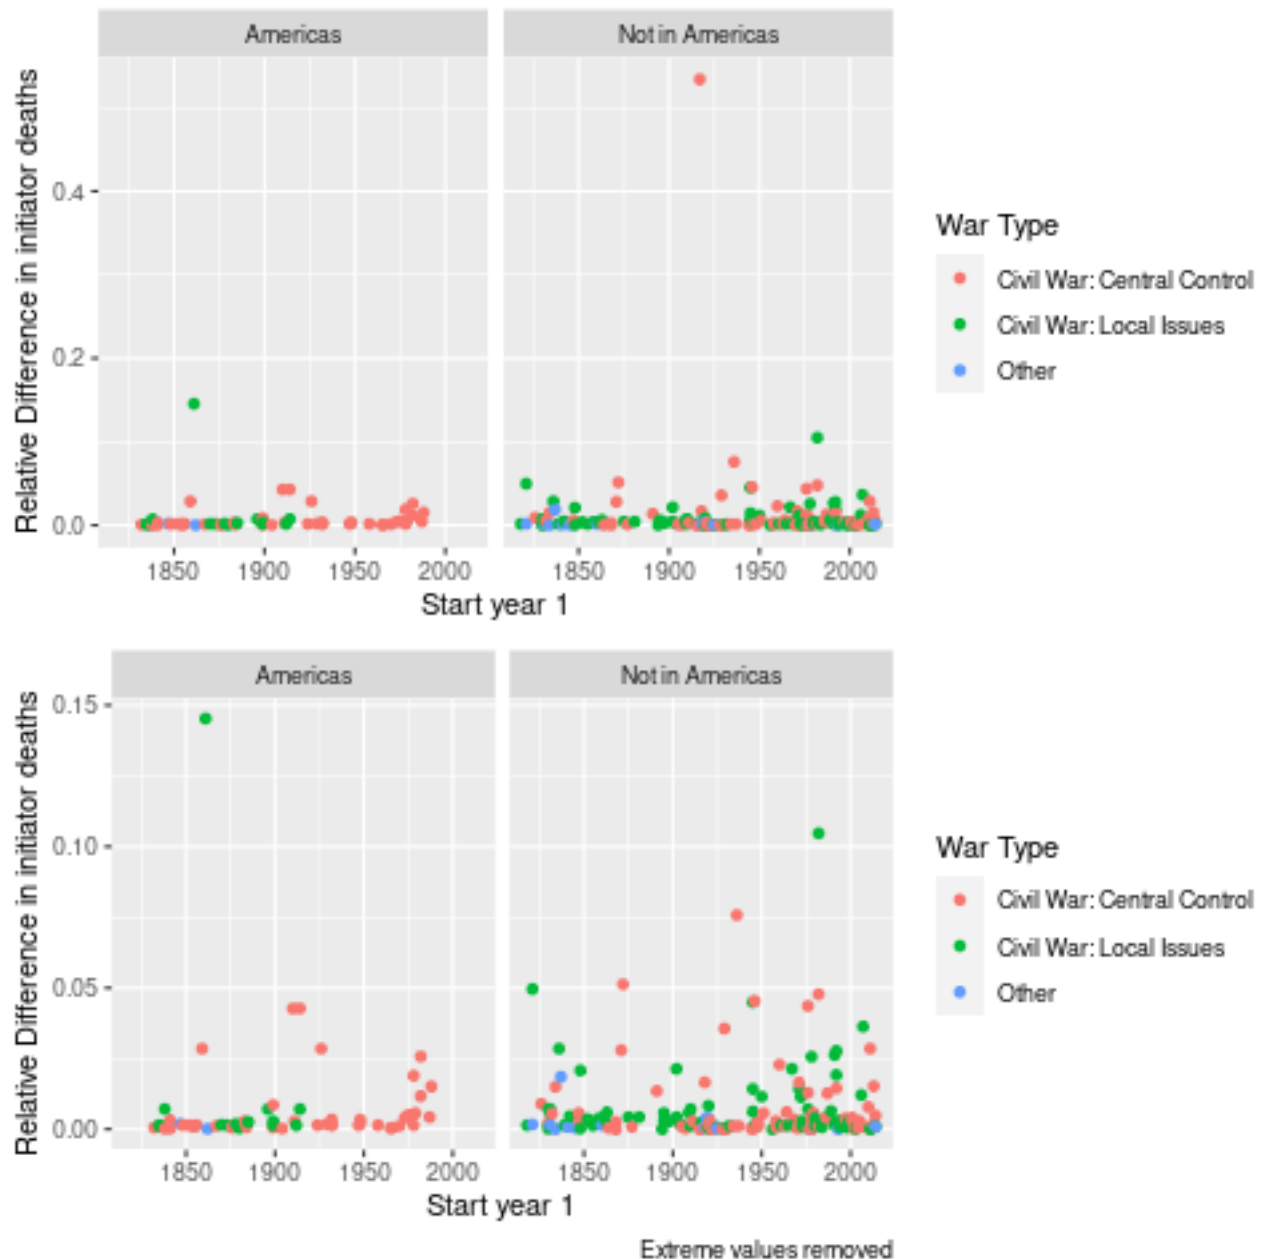 Americas
Not in Americas
Relative Difference in initiator deaths
0.4
0.2
0.0
1850 1900 1950 2000
1850 1900 1950 2000
Start year 1
War Type
Civil War: Central Control
Civil War: Local Issues
Other
Americas
Not in Americas
Relative Difference in initiator deaths
0.15
0.10
0.05
0.00
1850 1900 1950 2000
1850 1900 1950 2000
Start year 1
War Type
Civil War: Central Control
Civil War: Local Issues
Other
Extreme values removed